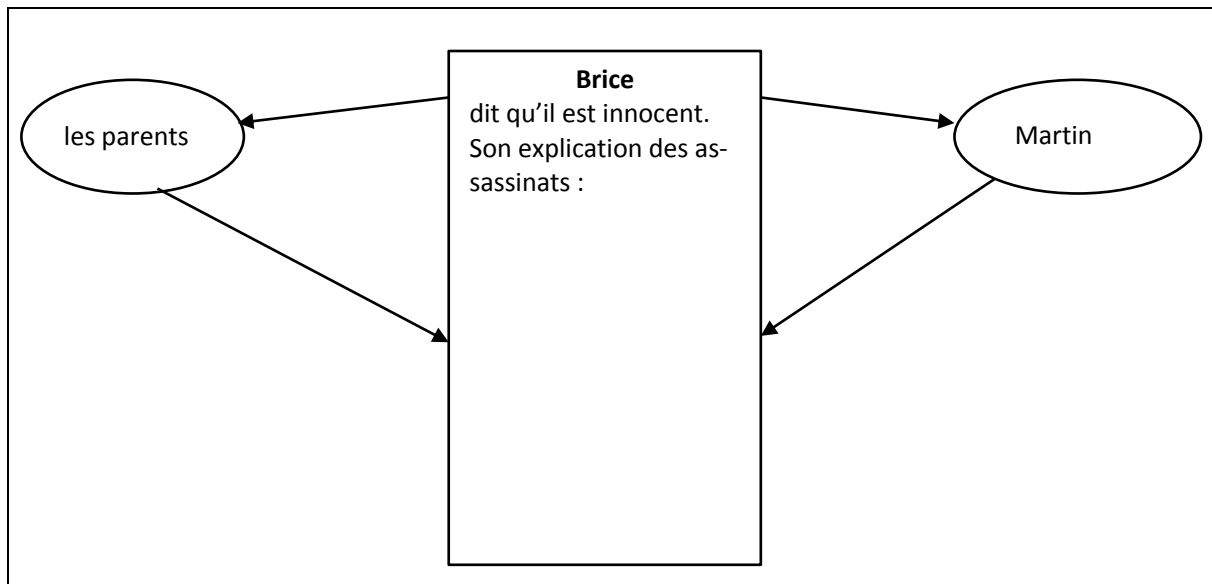 les parents
Brice
dit qu’il est innocent.
Son explication des as-
sassinats :
Martin